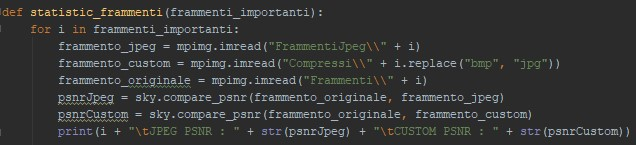 def statistic_frammenti(frammenti_importanti):
    for i in frammenti_importanti:
        frammento_jpeg = mpimg.imread("FrammentiJpeg\\" + i)
        frammento_custom = mpimg.imread("Compressi\\" + i.replace("bmp", "jpg"))
        frammento_originale = mpimg.imread("Frammenti\\" + i)
        psnrJpeg = sky.compare_psnr(frammento_originale, frammento_jpeg)
        psnrCustom = sky.compare_psnr(frammento_originale, frammento_custom)
        print(i + "\tJPEG PSNR : " + str(psnrJpeg) + "\tCUSTOM PSNR : " + str(psnrCustom))